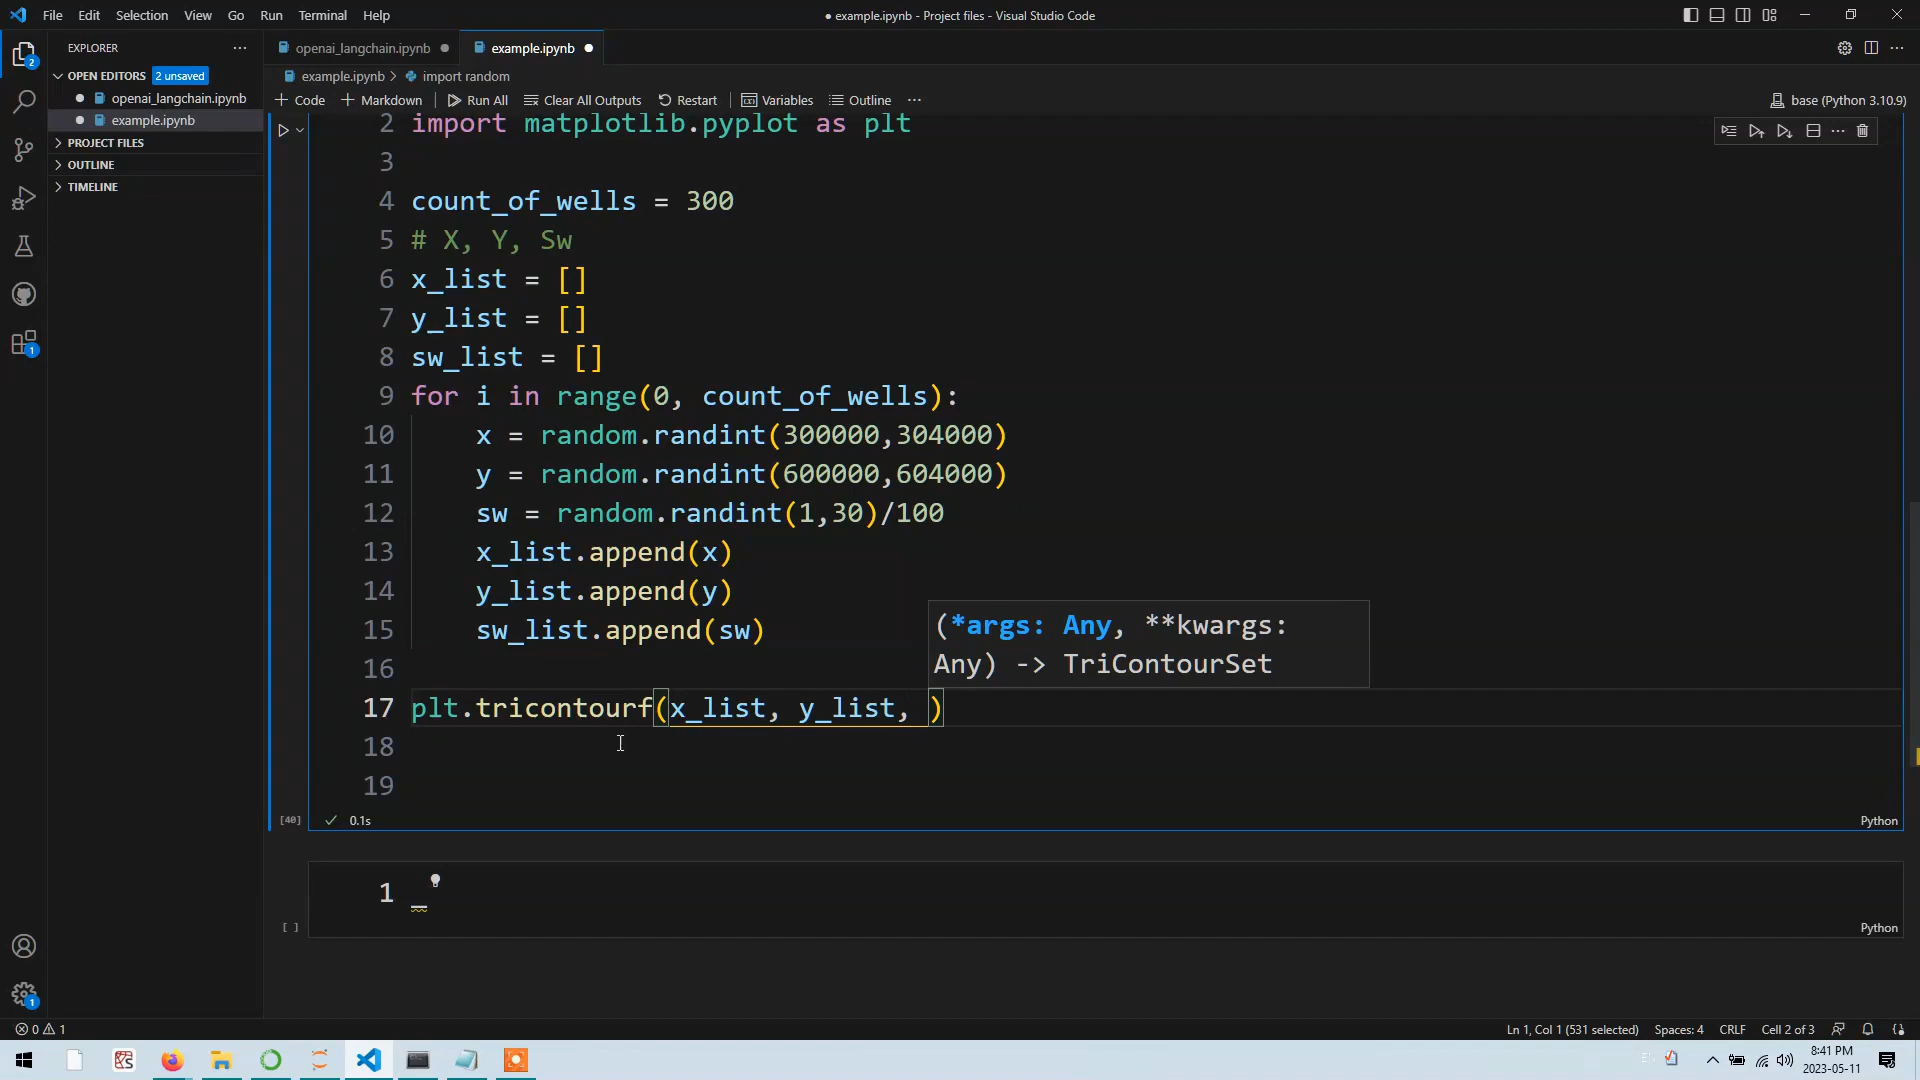 File Edit Selection View Go Run Terminal Help
● example.ipynb - Project files - Visual Studio Code
EXPLORER
openai_langchain.ipynb
example.ipynb
OPEN EDITORS 2 unsaved
example.ipynb > import random
openai_langchain.ipynb
+ Code + Markdown Run All Clear All Outputs Restart Variables Outline ···
base (Python 3.10.9)
example.ipynb
PROJECT FILES
OUTLINE
TIMELINE
2 import matplotlib.pyplot as plt
3
4 count_of_wells = 300
5 # X, Y, Sw
6 x_list = []
7 y_list = []
8 sw_list = []
9 for i in range(0, count_of_wells):
10 x = random.randint(300000,304000)
11 y = random.randint(600000,604000)
12 sw = random.randint(1,30)/100
13 x_list.append(x)
14 y_list.append(y)
15 sw_list.append(sw)
(*args: Any, **kwargs:
Any) -> TriContourSet
16
17 plt.tricontourf(x_list, y_list, )
18
19
[40] ✓ 0.1s
Python
1 _
[ ]
Python
2
1
1
0 1
Ln 1, Col 1 (531 selected) Spaces: 4 CRLF Cell 2 of 3
8:41 PM
2023-05-11